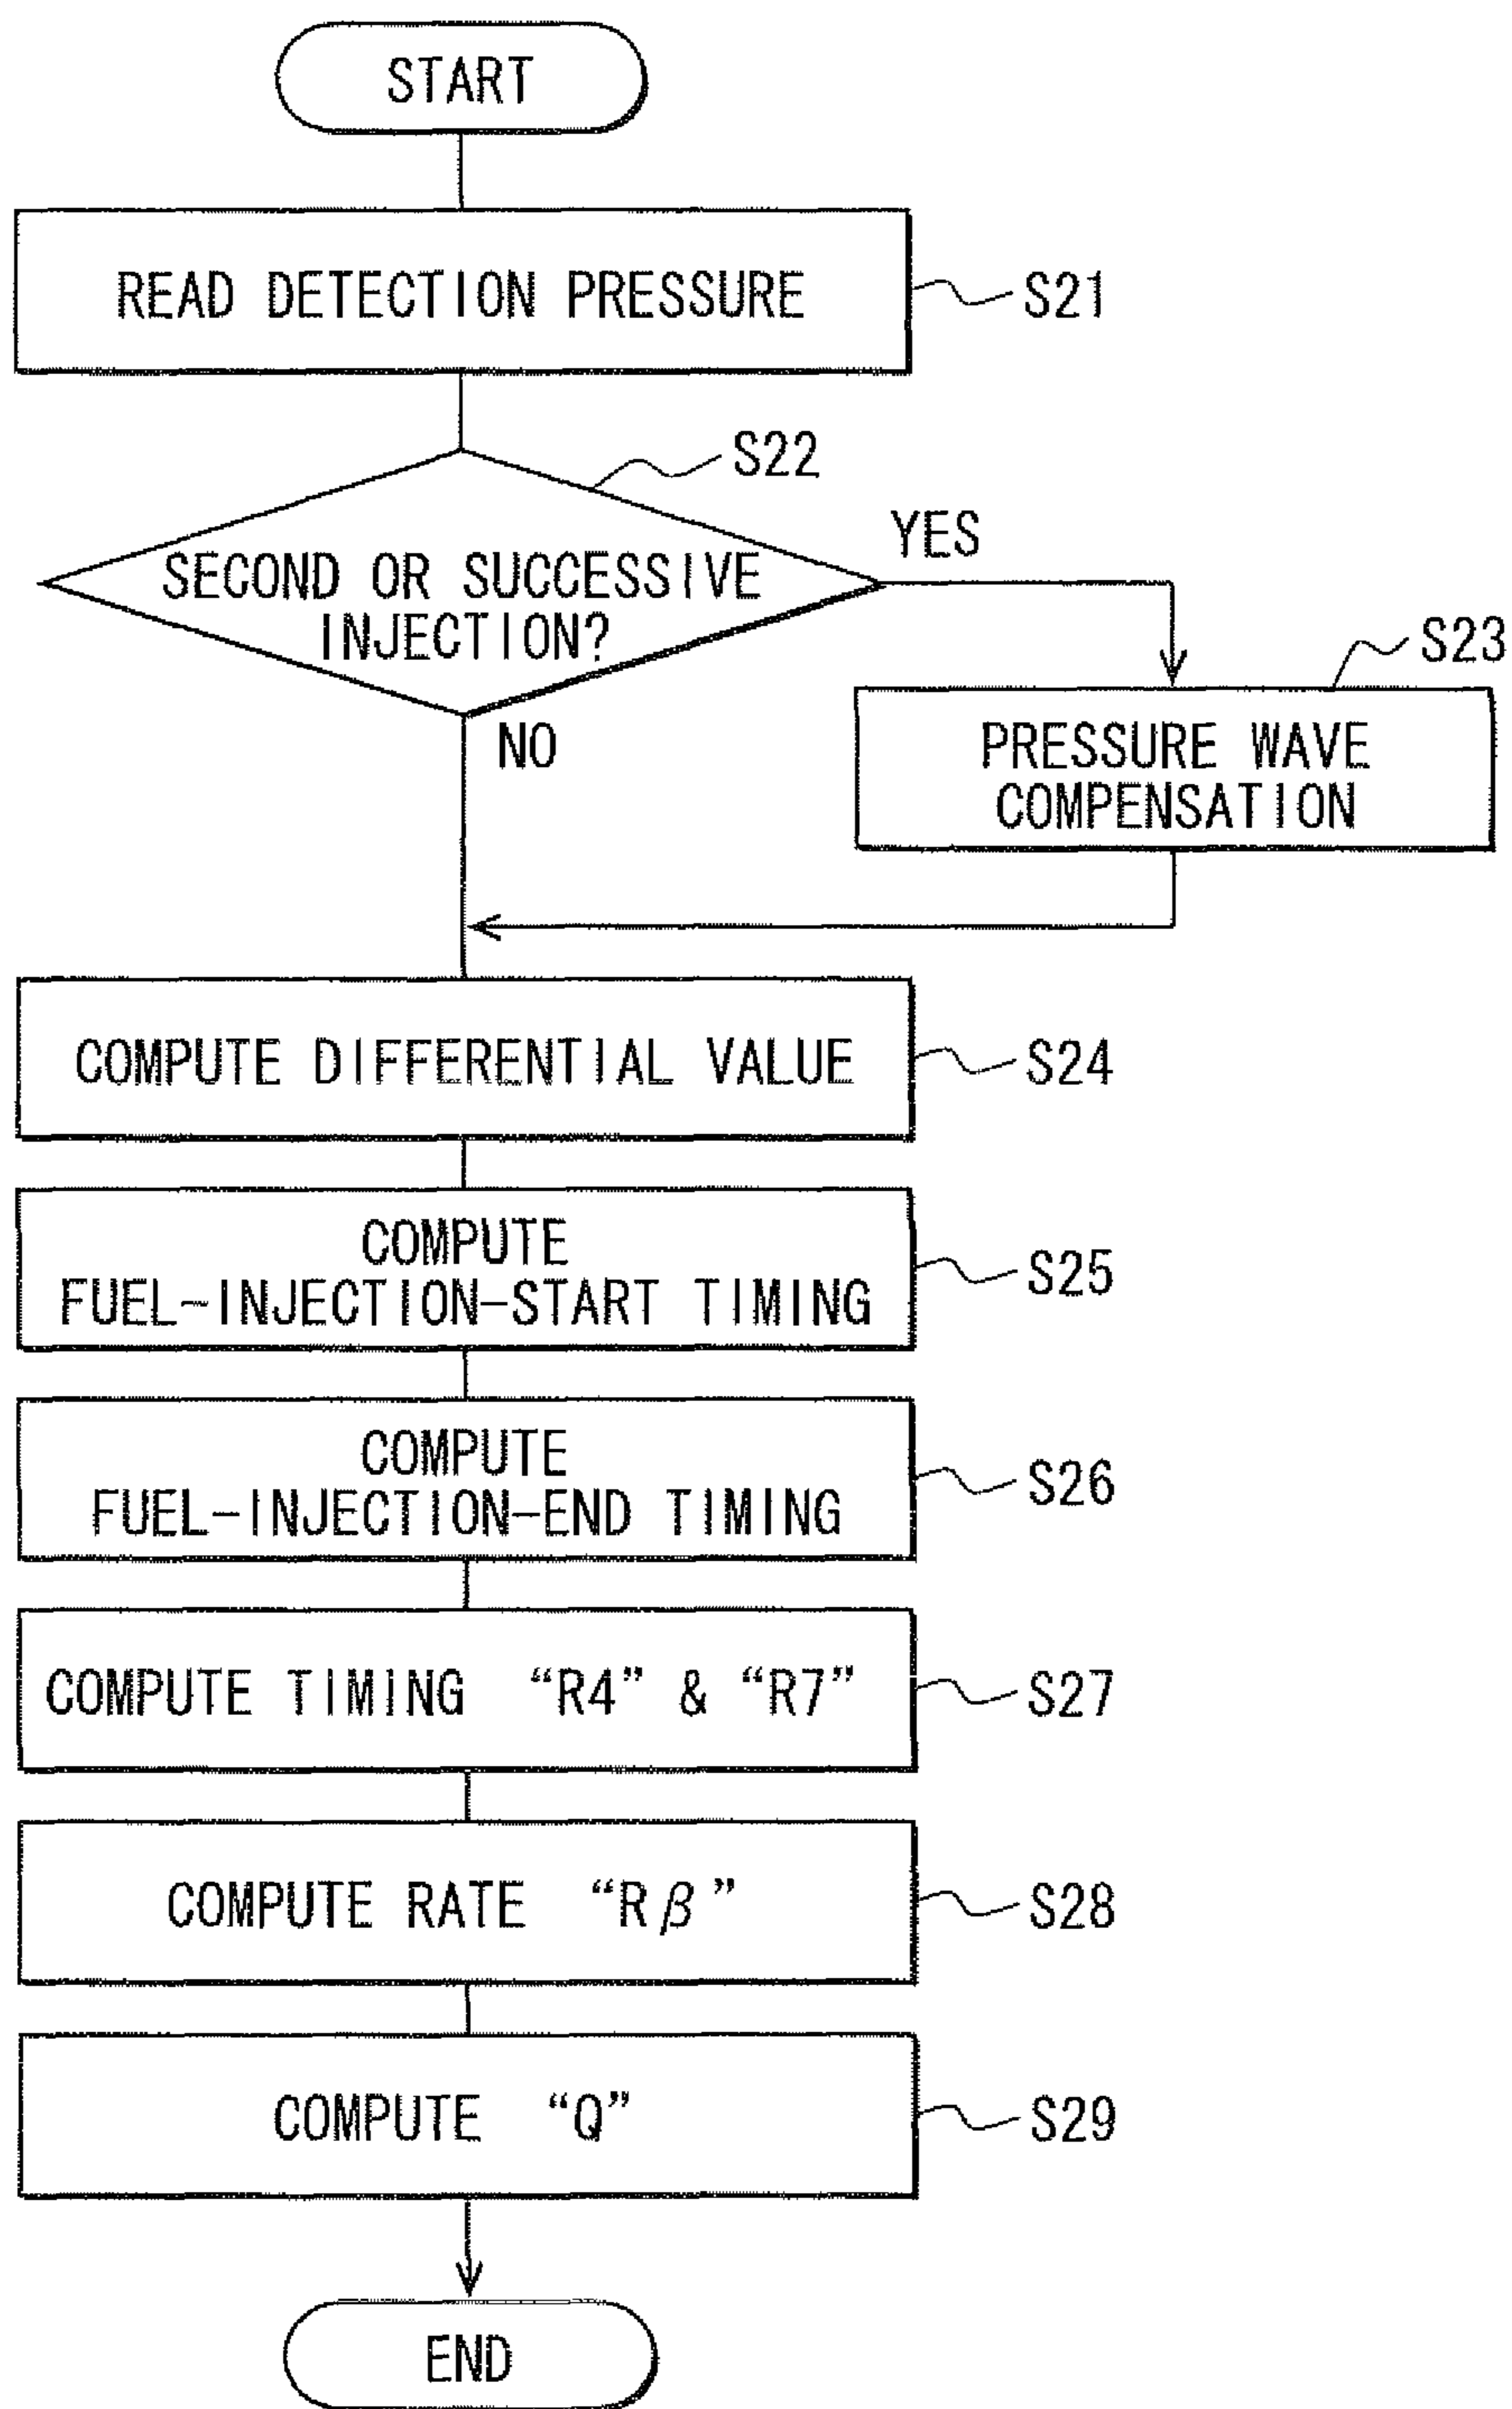 START
READ DETECTION PRESSURE
S21
S22
SECOND OR SUCCESSIVE
INJECTION?
YES
NO
S23
PRESSURE WAVE
COMPENSATION
COMPUTE DIFFERENTIAL VALUE
S24
COMPUTE
FUEL-INJECTION-START TIMING
S25
COMPUTE
FUEL-INJECTION-END TIMING
S26
COMPUTE TIMING “R4” & “R7”
S27
COMPUTE RATE “Rβ”
S28
COMPUTE “Q”
S29
END